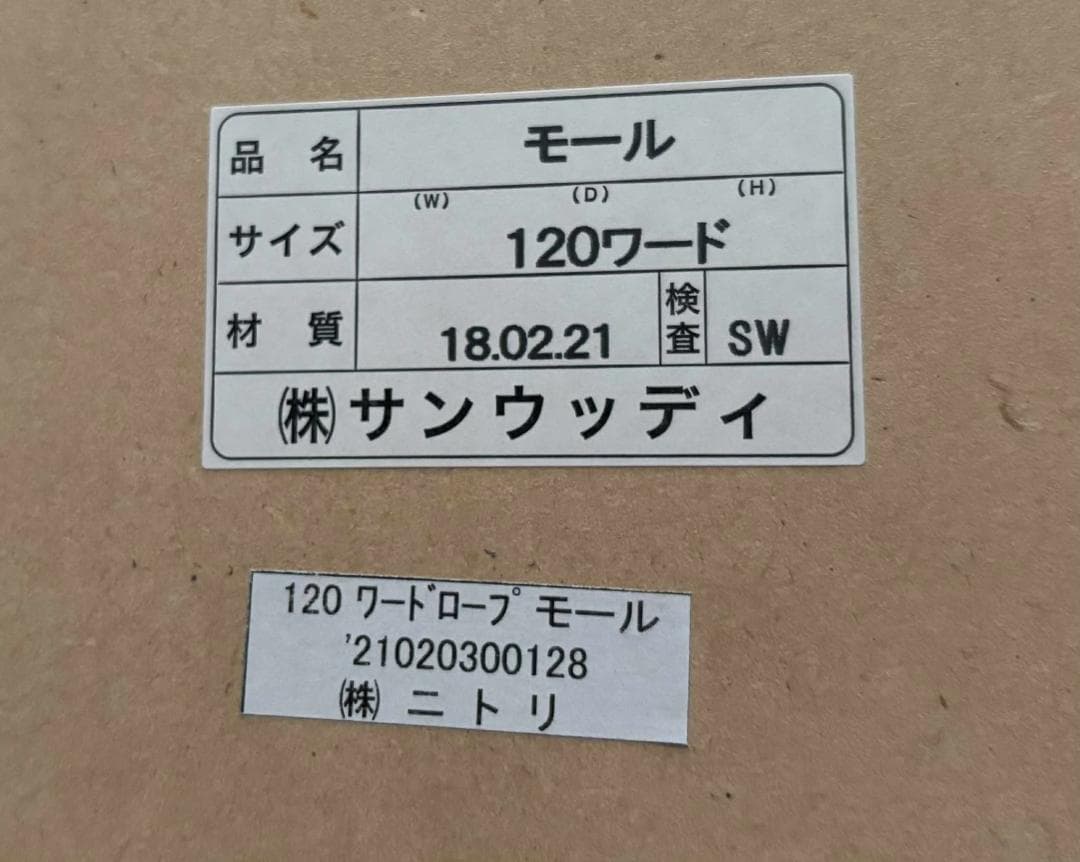 品名 モール
(W) (D) (H)
サイズ 120ワード
材質 18.02.21 検査 SW
㈱サンウッディ
120 ﾜｰﾄﾞﾛｰﾌﾟ モール
'21020300128
㈱ ニトリ